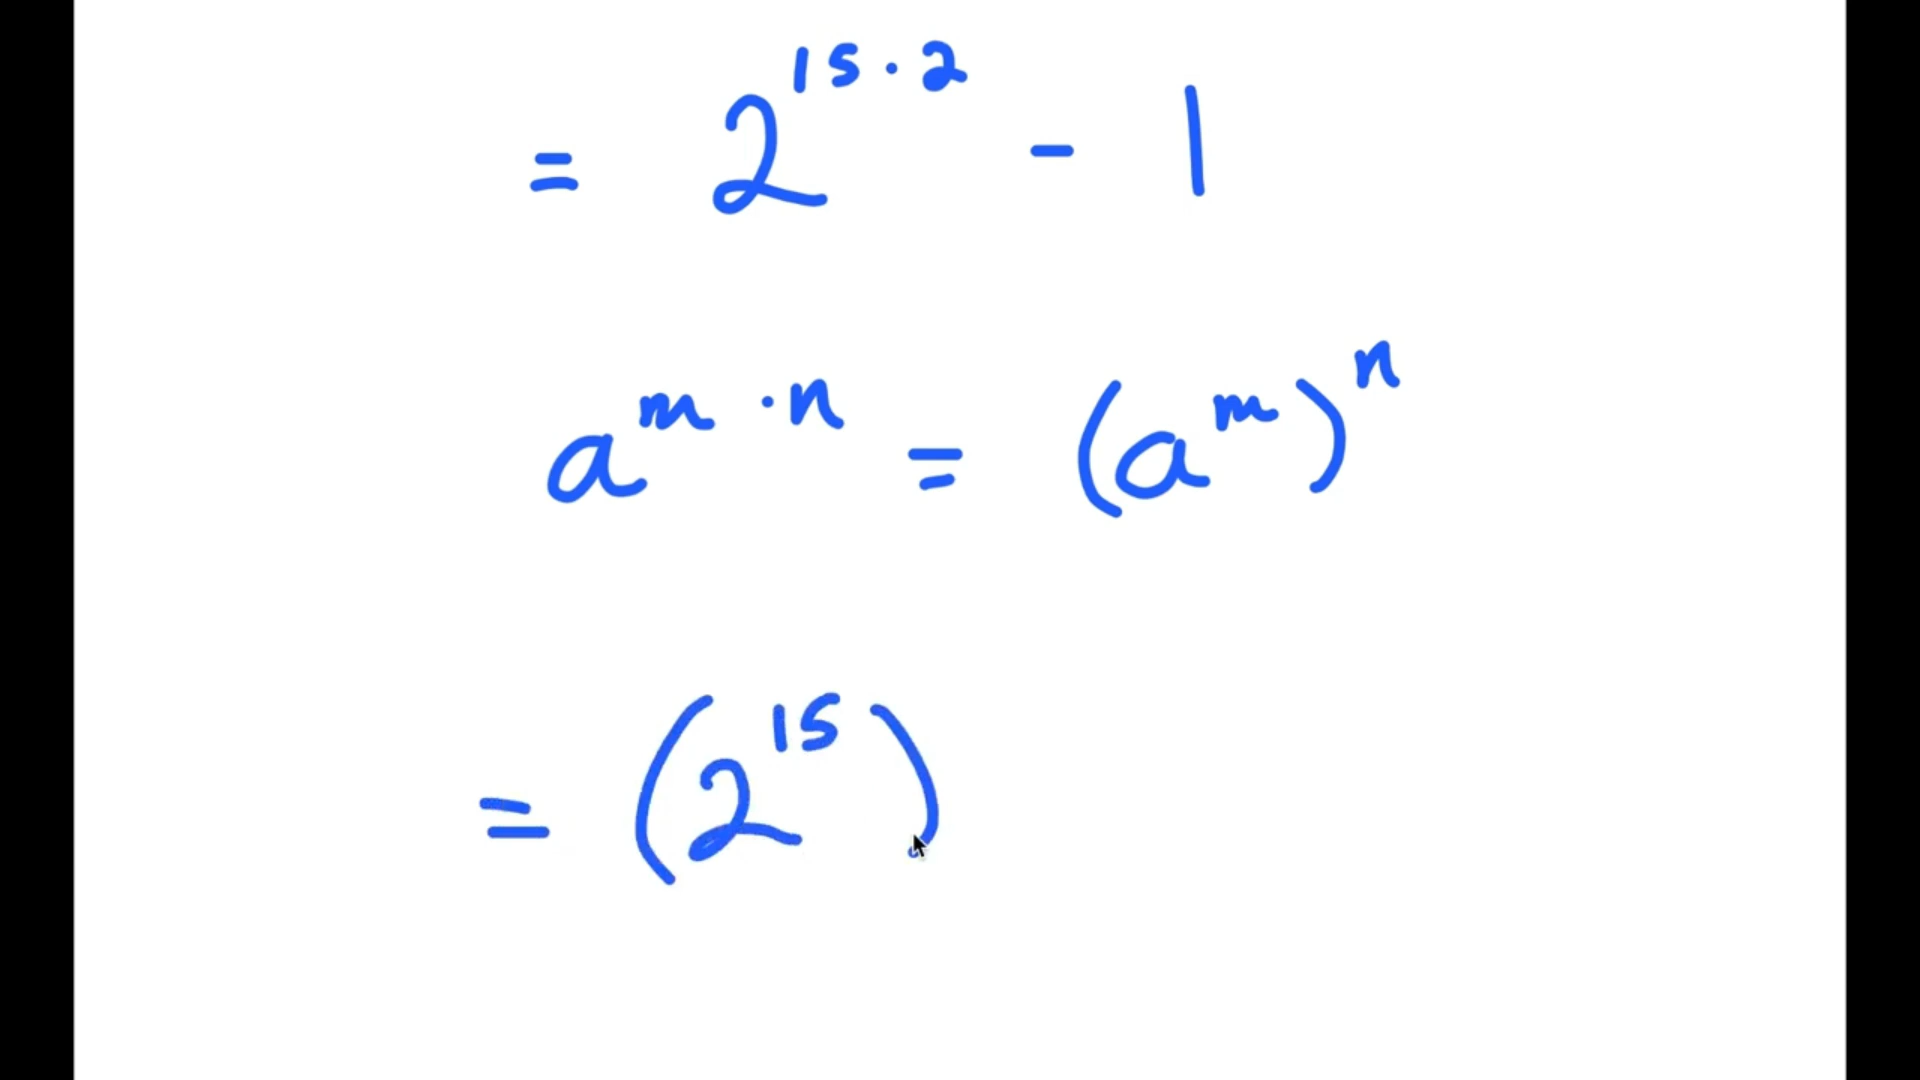 = 2^{15·2} - 1
a^{m·n} = (a^m)^n
= (2^{15})